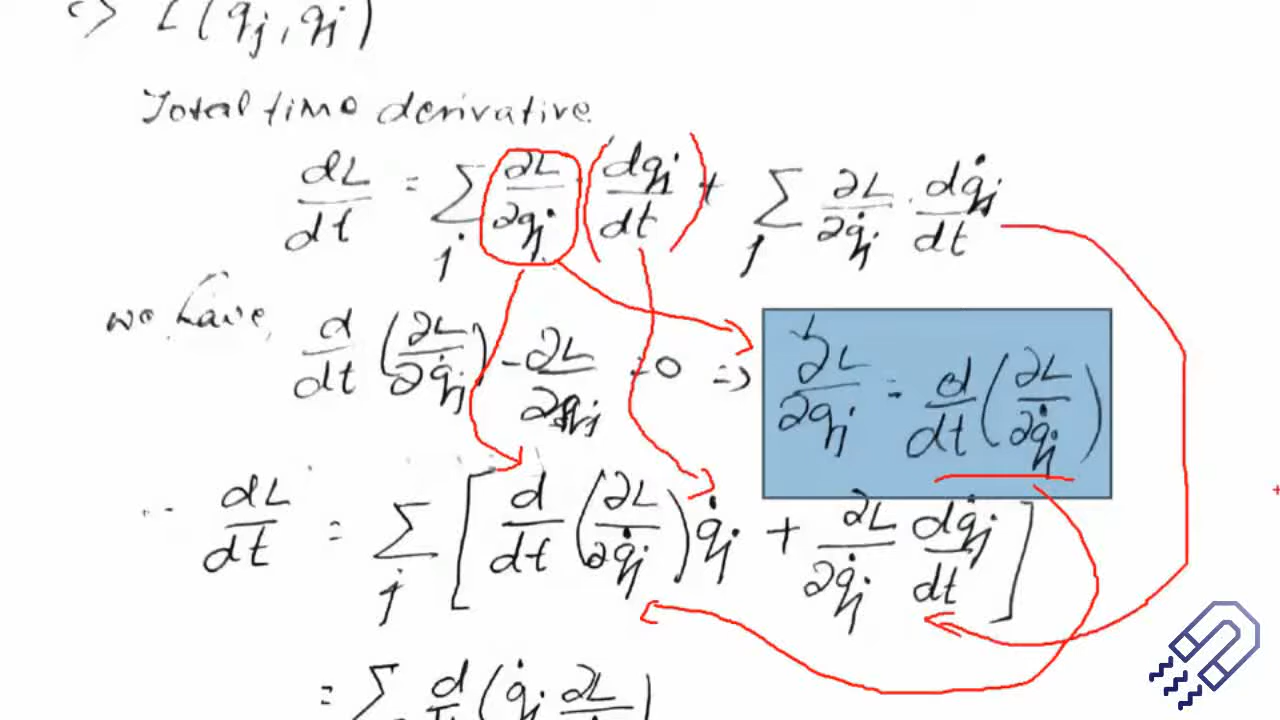 => L(qj, q̇j)
Total time derivative
dL/dt = Σj ∂L/∂qj · (dqj/dt) + Σj ∂L/∂q̇j · dq̇j/dt
we have, d/dt (∂L/∂q̇j) - ∂L/∂qj = 0 => ∂L/∂qj = d/dt (∂L/∂q̇j)
∴ dL/dt = Σj [d/dt (∂L/∂q̇j) q̇j + ∂L/∂q̇j dq̇j/dt]
= Σ d/dt (q̇j ∂L/